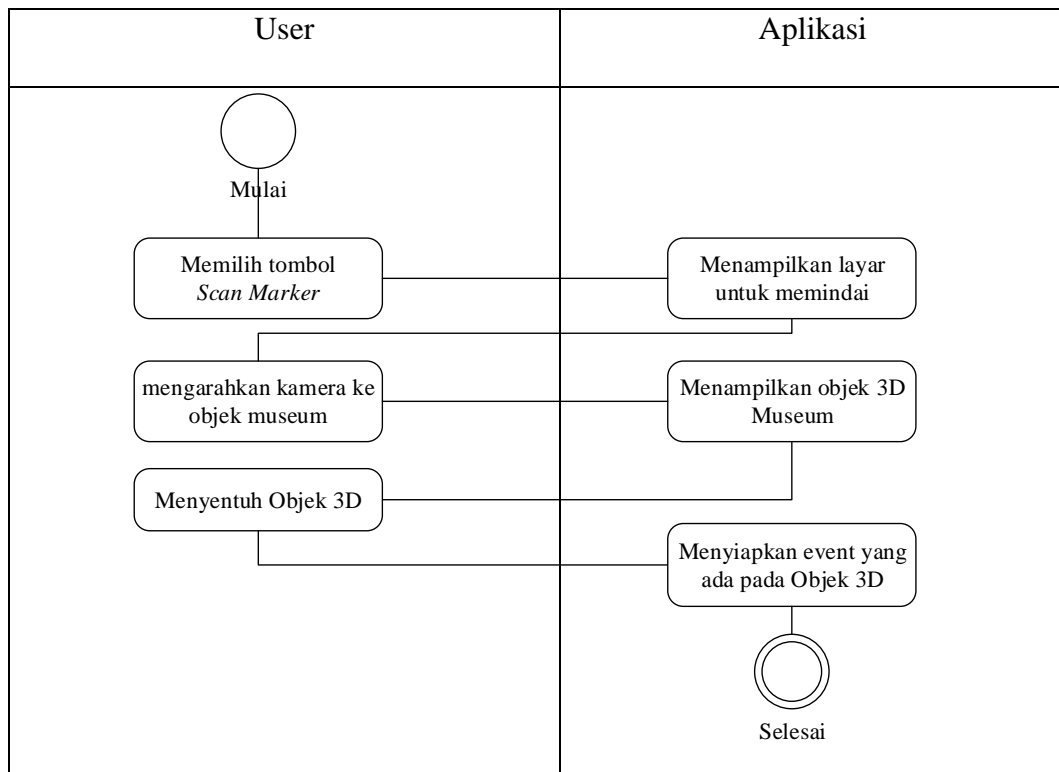 User
Aplikasi
Mulai
Memilih tombol
Scan Marker
Menampilkan layar
untuk memindai
mengarahkan kamera ke
objek museum
Menampilkan objek 3D
Museum
Menyentuh Objek 3D
Menyiapkan event yang
ada pada Objek 3D
Selesai